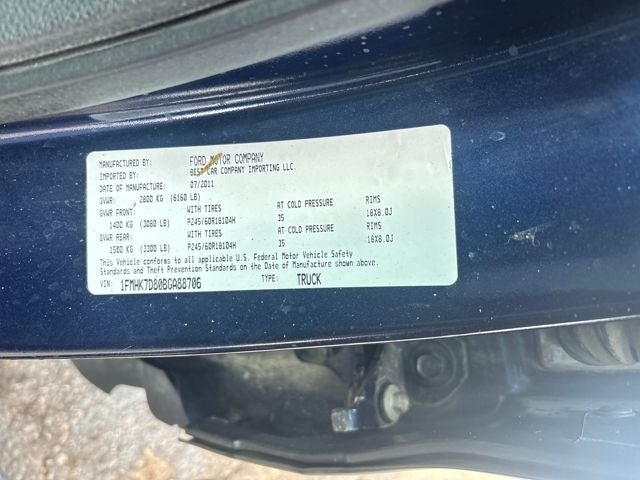 MANUFACTURED BY: FORD MOTOR COMPANY
IMPORTED BY: BEST CAR COMPANY IMPORTING LLC.
DATE OF MANUFACTURE: 07/2011
GVWR: 2800 KG (6160 LB)
GVWR FRONT: WITH TIRES AT COLD PRESSURE RIMS
1400 KG (3080 LB) P245/60R18104H 35 18X8.0J
GVWR REAR: WITH TIRES AT COLD PRESSURE RIMS
1500 KG (3300 LB) P245/60R18104H 35 18X8.0J
This Vehicle conforms to all applicable U.S. Federal Motor Vehicle Safety
Standards and Theft Prevention Standards on the Date of Manufacture shown above.
VIN: 1FMHK7D80BGA88706 TYPE: TRUCK